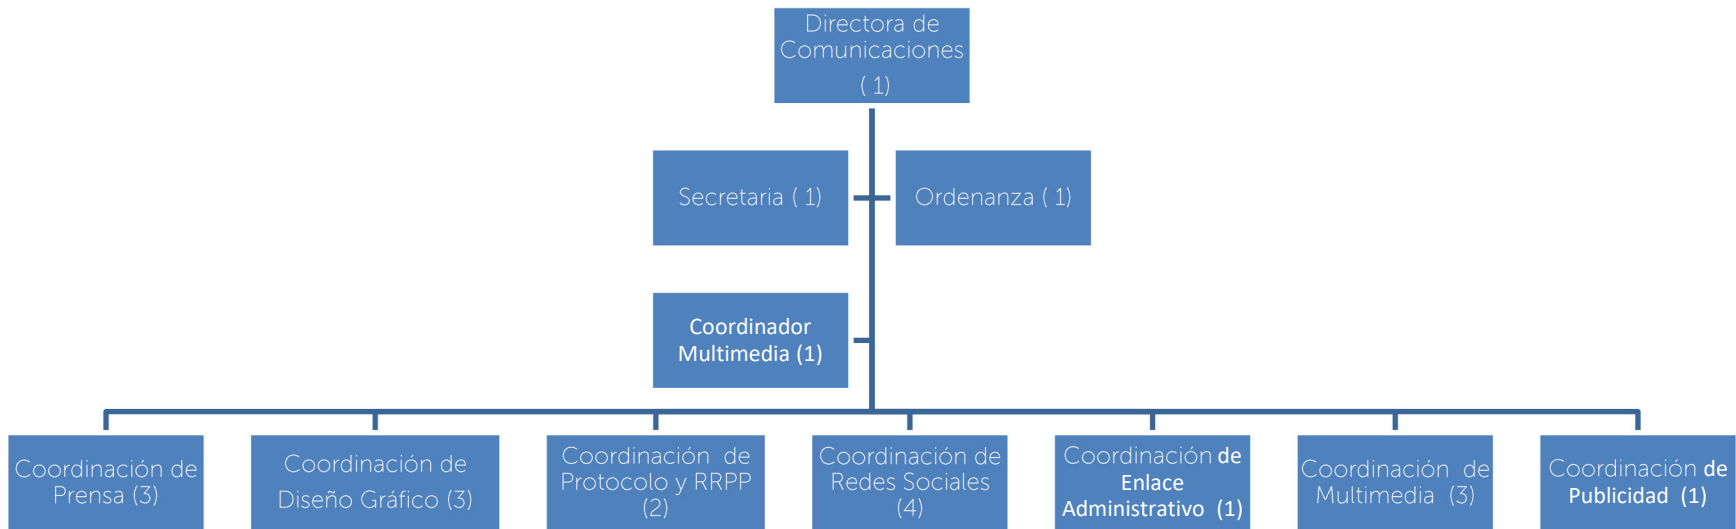 Directora de
Comunicaciones
( 1)
Secretaria ( 1)
Ordenanza ( 1)
Coordinador
Multimedia (1)
Coordinación de
Prensa (3)
Coordinación de
Diseño Gráfico (3)
Coordinación de
Protocolo y RRPP
(2)
Coordinación de
Redes Sociales
(4)
Coordinación de
Enlace
Administrativo (1)
Coordinación de
Multimedia (3)
Coordinación de
Publicidad (1)